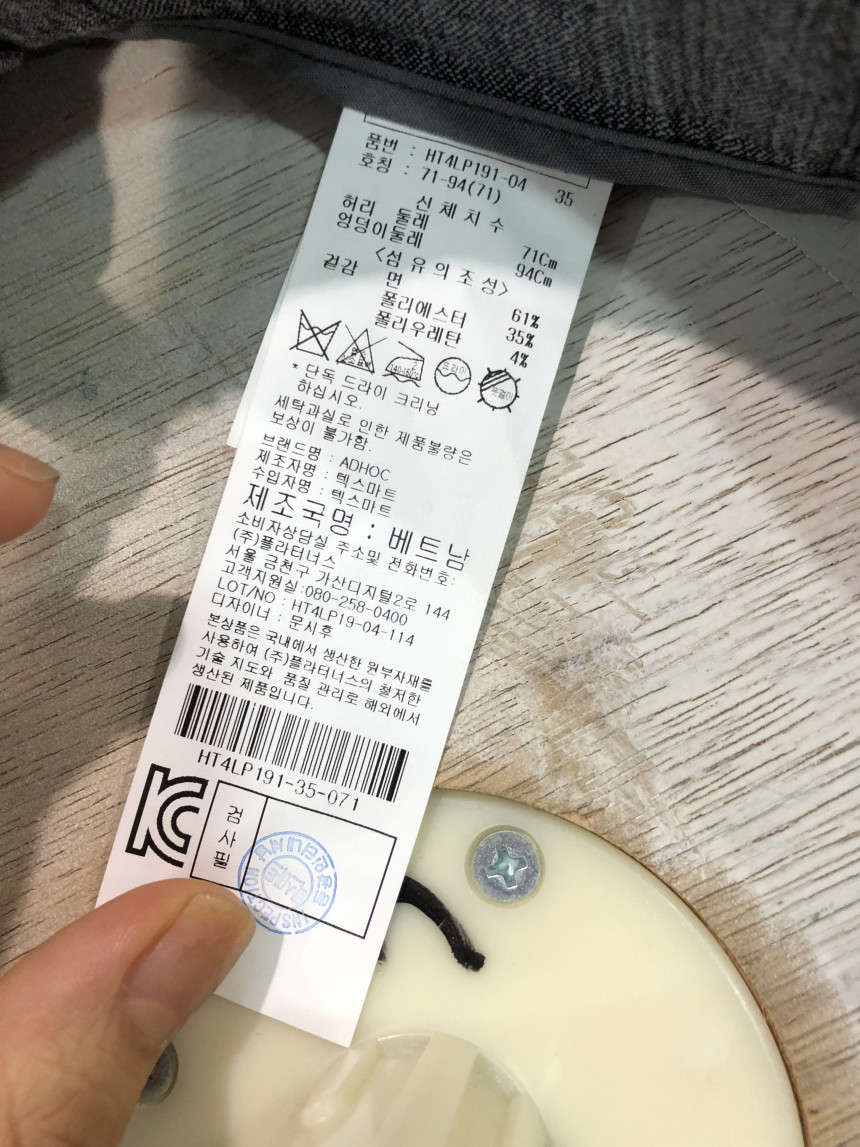 품번 : HT4LP191-04 35
호칭 : 71-94(71)
신 체 치 수
허리 둘레 71Cm
엉덩이둘레 94Cm
<섬 유 의 조 성>
겉감 면 61%
폴리에스터 35%
폴리우레탄 4%
140-160℃
드라이
* 단독 드라이 크리닝
하십시오.
세탁과실로 인한 제품불량은
보상이 불가함.
브랜드명 : ADHOC
제조자명 : 텍스마트
수입자명 : 텍스마트
제조국명 : 베트남
소비자상담실 주소및 전화번호:
(주)플라터너스
서울 금천구 가산디지털2로 144
고객지원실:080-258-0400
LOT/NO : HT4LP19-04-114
디자이너 : 문시후
본상품은 국내에서 생산한 원부자재를
사용하여 (주)플라터너스의 철저한
기술 지도와 품질 관리로 해외에서
생산된 제품입니다.
HT4LP191-35-071
KC
검사필
INSPECTION